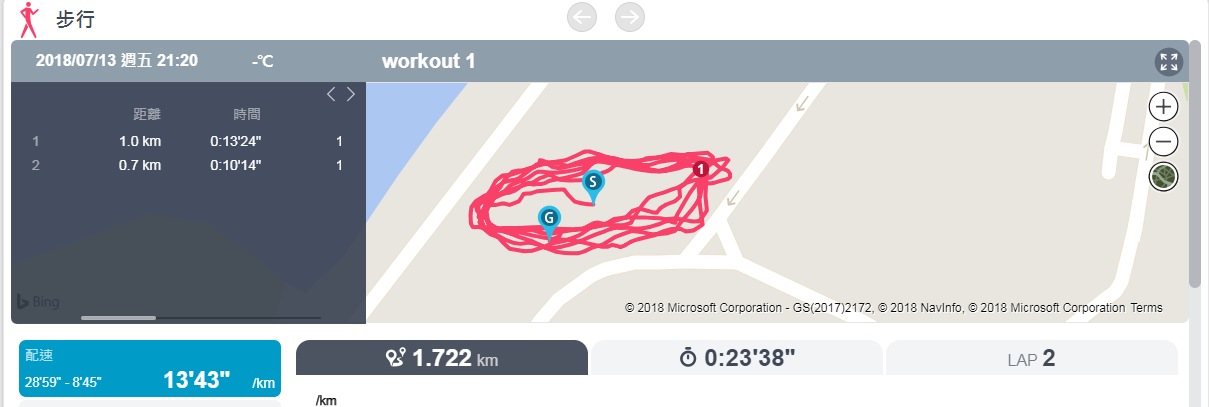 步行
2018/07/13 週五 21:20
-℃
workout 1
距離 時間
1 1.0 km 0:13'24" 1
2 0.7 km 0:10'14" 1
S
1
G
Bing
© 2018 Microsoft Corporation - GS(2017)2172, © 2018 NavInfo, © 2018 Microsoft Corporation Terms
配速
28'59" - 8'45" 13'43" /km
1.722 km
0:23'38"
LAP 2
/km